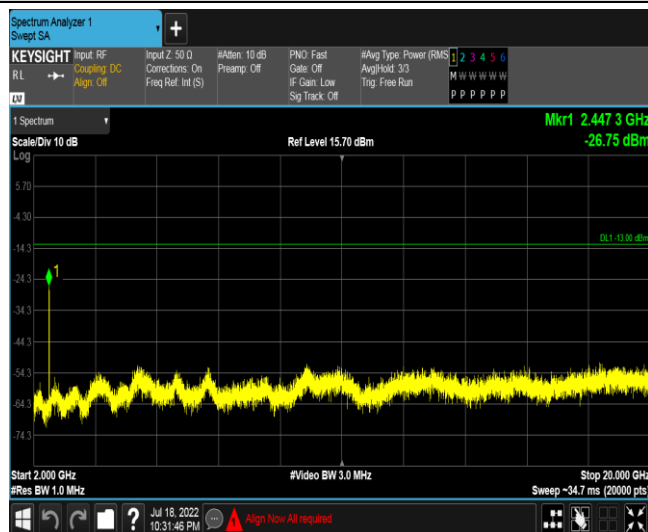 Spectrum Analyzer 1
Swept SA
+
KEYSIGHT
RL
Input: RF
Coupling: DC
Align: Off
Input Z: 50 Ω
Corrections: On
Freq Ref: Int (S)
#Atten: 10 dB
Preamp: Off
PNO: Fast
Gate: Off
IF Gain: Low
Sig Track: Off
#Avg Type: Power (RMS
Avg|Hold: 3/3
Trig: Free Run
1 2 3 4 5 6
M W W W W W
P P P P P P
LXI
1 Spectrum
Mkr1 2.447 3 GHz
-26.75 dBm
Scale/Div 10 dB
Ref Level 15.70 dBm
Log
5.70
-4.30
DL1 -13.00 dBm
-14.3
1
-24.3
-34.3
-44.3
-54.3
-64.3
-74.3
Start 2.000 GHz
#Video BW 3.0 MHz
Stop 20.000 GHz
#Res BW 1.0 MHz
Sweep ~34.7 ms (20000 pts)
?
Jul 18, 2022
10:31:46 PM
Align Now All required